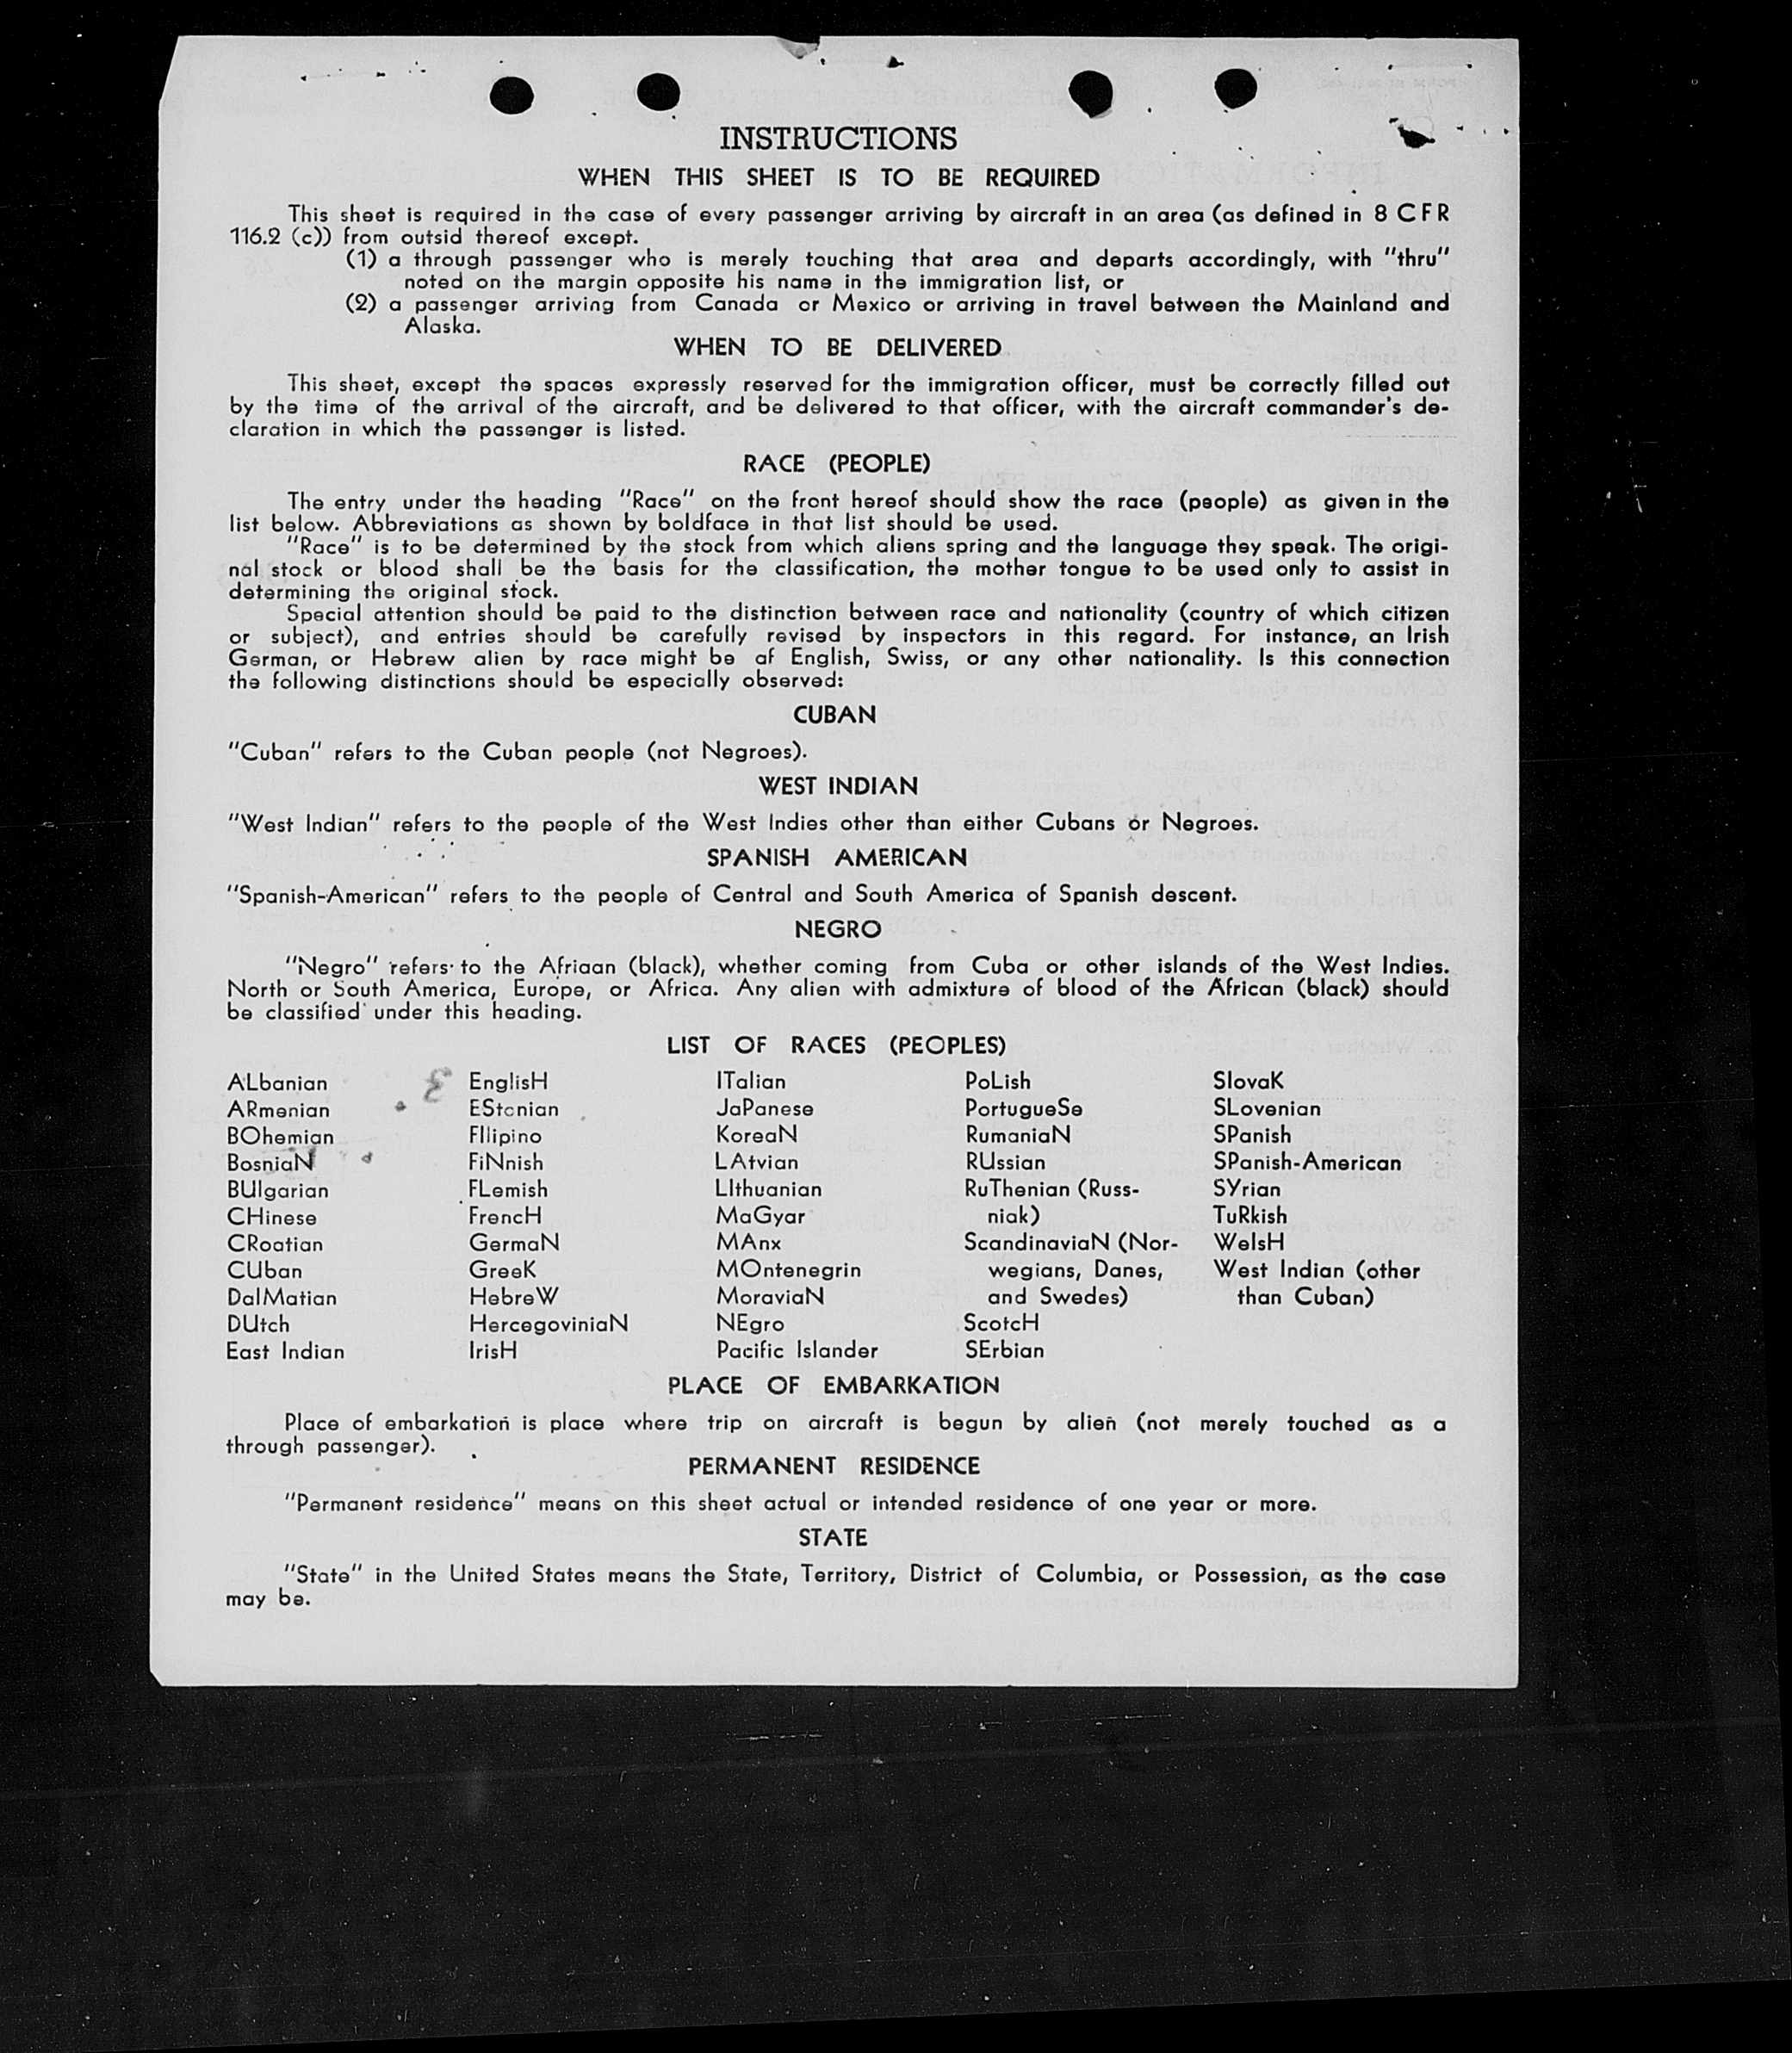 INSTRUCTIONS
WHEN THIS SHEET IS TO BE REQUIRED
This sheet is required in the case of every passenger arriving by aircraft in an area (as defined in 8 CFR
116.2 (c)) from outsid thereof except.
(1) a through passenger who is merely touching that area and departs accordingly, with "thru"
noted on the margin opposite his name in the immigration list, or
(2) a passenger arriving from Canada or Mexico or arriving in travel between the Mainland and
Alaska.
WHEN TO BE DELIVERED
This sheet, except the spaces expressly reserved for the immigration officer, must be correctly filled out
by the time of the arrival of the aircraft, and be delivered to that officer, with the aircraft commander's de-
claration in which the passenger is listed.
RACE (PEOPLE)
The entry under the heading "Race" on the front hereof should show the race (people) as given in the
list below. Abbreviations as shown by boldface in that list should be used.
"Race" is to be determined by the stock from which aliens spring and the language they speak. The origi-
nal stock or blood shall be the basis for the classification, the mother tongue to be used only to assist in
determining the original stock.
Special attention should be paid to the distinction between race and nationality (country of which citizen
or subject), and entries should be carefully revised by inspectors in this regard. For instance, an Irish
German, or Hebrew alien by race might be af English, Swiss, or any other nationality. Is this connection
the following distinctions should be especially observed:
CUBAN
"Cuban" refers to the Cuban people (not Negroes).
WEST INDIAN
"West Indian" refers to the people of the West Indies other than either Cubans or Negroes.
SPANISH AMERICAN
"Spanish-American" refers to the people of Central and South America of Spanish descent.
NEGRO
"Negro" refers to the Afriaan (black), whether coming from Cuba or other islands of the West Indies.
North or South America, Europe, or Africa. Any alien with admixture of blood of the African (black) should
be classified under this heading.
LIST OF RACES (PEOPLES)
ALbanian
ARmenian
BOhemian
BosniaN
BUlgarian
CHinese
CRoatian
CUban
DalMatian
DUtch
East Indian
EnglisH
EStonian
FIlipino
FiNnish
FLemish
FrencH
GermaN
GreeK
HebreW
HercegoviniaN
IrisH
ITalian
JaPanese
KoreaN
LAtvian
LIthuanian
MaGyar
MAnx
MOntenegrin
MoraviaN
NEgro
Pacific Islander
PoLish
PortugueSe
RumaniaN
RUssian
RuThenian (Russ-
niak)
ScandinaviaN (Nor-
wegians, Danes,
and Swedes)
ScotcH
SErbian
SlovaK
SLovenian
SPanish
SPanish-American
SYrian
TuRkish
WelsH
West Indian (other
than Cuban)
PLACE OF EMBARKATION
Place of embarkation is place where trip on aircraft is begun by alien (not merely touched as a
through passenger).
PERMANENT RESIDENCE
"Permanent residence" means on this sheet actual or intended residence of one year or more.
STATE
"State" in the United States means the State, Territory, District of Columbia, or Possession, as the case
may be.